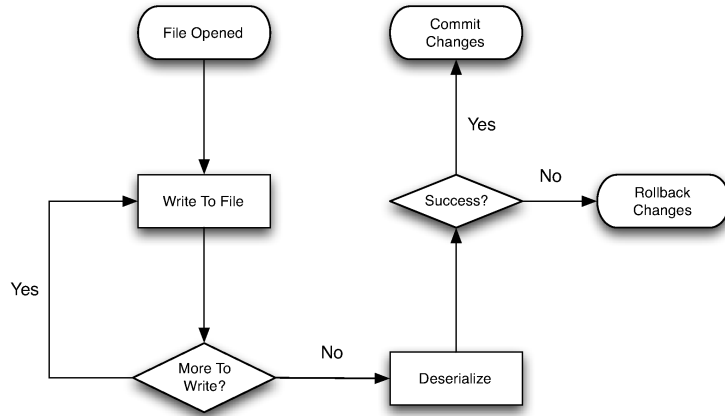 File Opened
Commit
Changes
Yes
Write To File
Success?
No
Rollback
Changes
Yes
More To
Write?
No
Deserialize